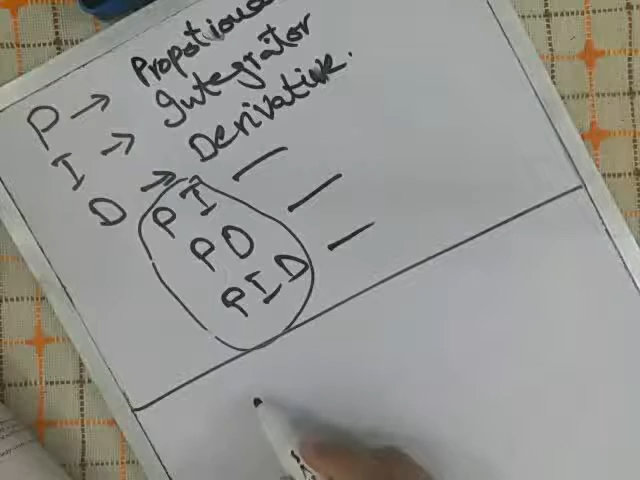 P → Propotiona
I → Integrator
D → Derivative.
PI —
PD —
PID —